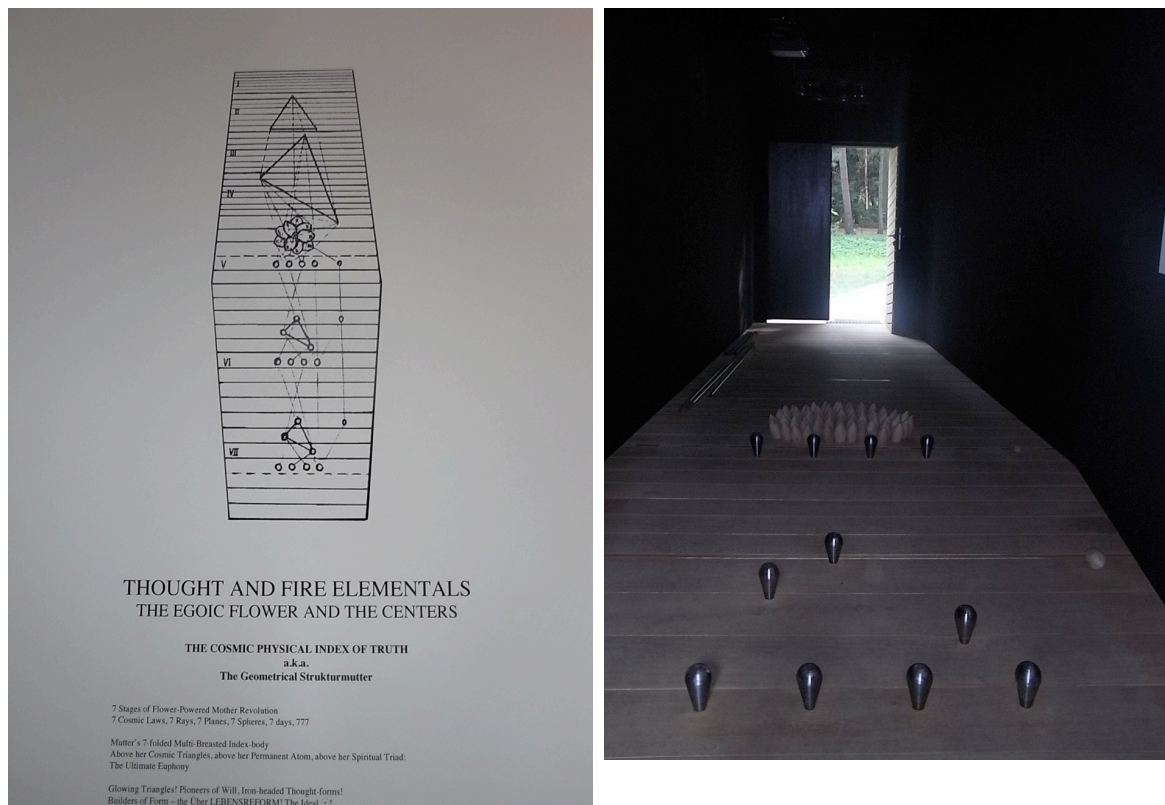 I
II
III
IV
V
VI
VII
THOUGHT AND FIRE ELEMENTALS
THE EGOIC FLOWER AND THE CENTERS
THE COSMIC PHYSICAL INDEX OF TRUTH
a.k.a.
The Geometrical Strukturmutter
7 Stages of Flower-Powered Mother Revolution
7 Cosmic Laws, 7 Rays, 7 Planes, 7 Spheres, 7 days, 777
Mutter's 7-folded Multi-Breasted Index-body
Above her Cosmic Triangles, above her Permanent Atom, above her Spiritual Triad:
The Ultimate Euphony
Glowing Triangles! Pioneers of Will, Iron-headed Thought-forms!
Builders of Form – the Über LEBENSREFORM! The Ideal